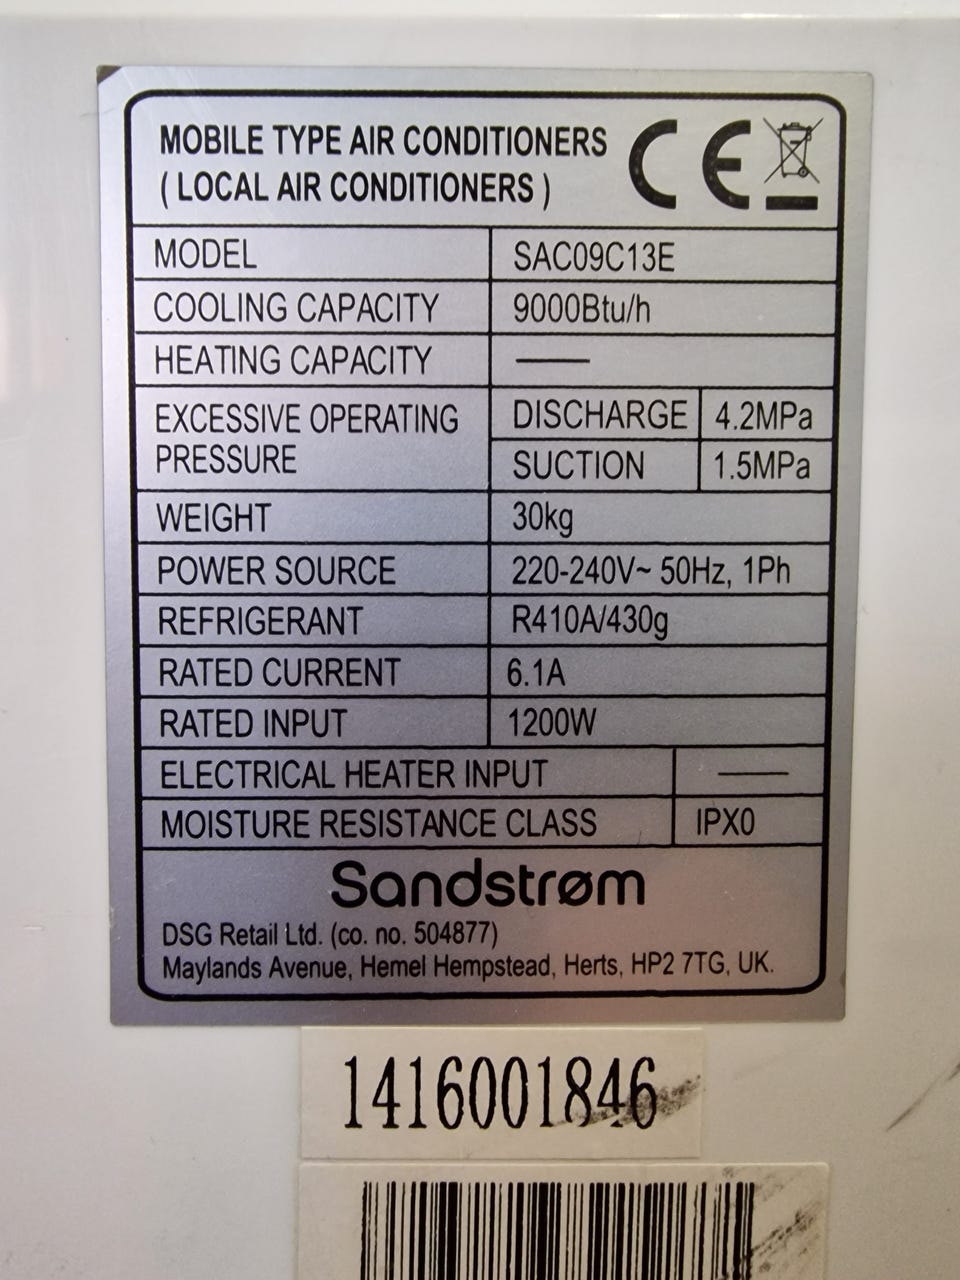 MOBILE TYPE AIR CONDITIONERS
( LOCAL AIR CONDITIONERS )
CE
MODEL SAC09C13E
COOLING CAPACITY 9000Btu/h
HEATING CAPACITY ——
EXCESSIVE OPERATING PRESSURE
DISCHARGE 4.2MPa
SUCTION 1.5MPa
WEIGHT 30kg
POWER SOURCE 220-240V~ 50Hz, 1Ph
REFRIGERANT R410A/430g
RATED CURRENT 6.1A
RATED INPUT 1200W
ELECTRICAL HEATER INPUT ——
MOISTURE RESISTANCE CLASS IPX0
Sandstrøm
DSG Retail Ltd. (co. no. 504877)
Maylands Avenue, Hemel Hempstead, Herts, HP2 7TG, UK.
1416001846